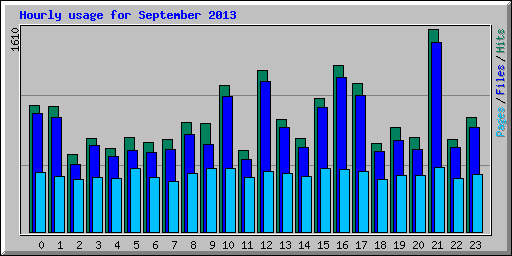 Hourly usage for September 2013
1610
Pages / Files / Hits
0 1 2 3 4 5 6 7 8 9 10 11 12 13 14 15 16 17 18 19 20 21 22 23